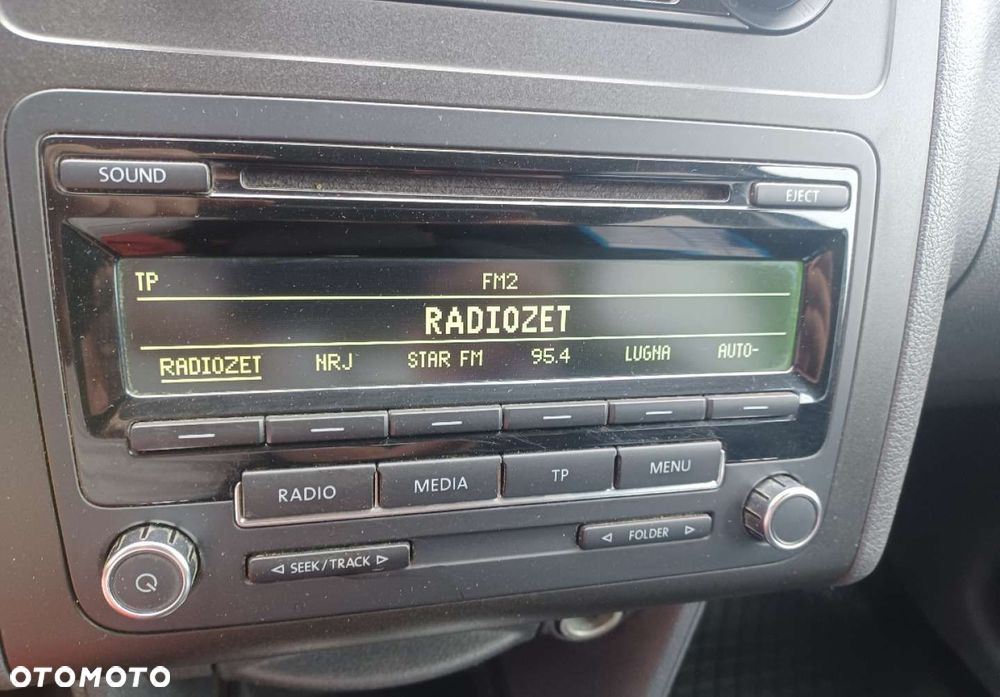 SOUND EJECT
TP FM2
RADIOZET
RADIOZET NRJ STAR FM 95.4 LUGNA AUTO-
RADIO MEDIA TP MENU
◁ SEEK/TRACK ▷ ◁ FOLDER ▷
OTOMOTO